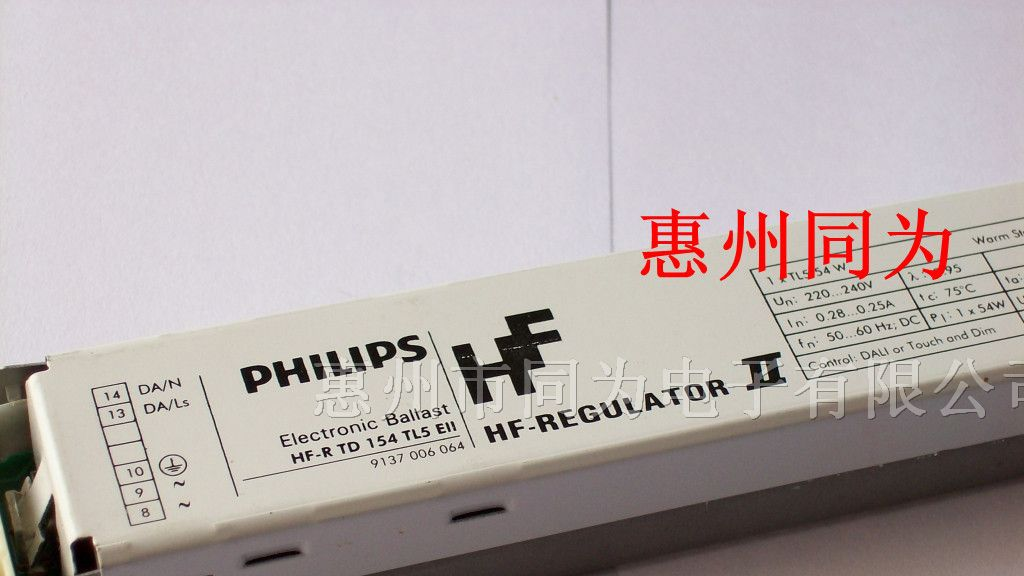 惠州同为
惠州市同为电子有限公司
14 DA/N
13 DA/Ls
10
9 ~
8 ~
PHILIPS
Electronic Ballast
HF-R TD 154 TL5 EII
9137 006 064
HF
HF-REGULATOR II
Warm
1 x TL5 54 W
Un: 220...240V
In: 0.28...0.25A
tc: 75°C
fn: 50...60 Hz, DC
Pl: 1 x 54W
Control: DALI or Touch and Dim